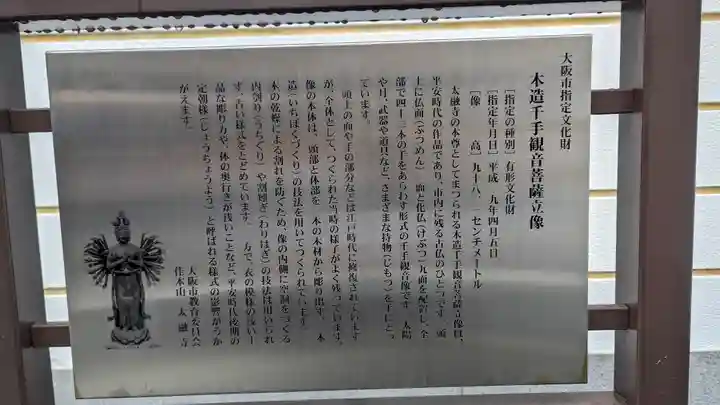 大阪市指定文化財
木造千手観音菩薩立像
［指定の種別］有形文化財
［指定年月日］平成 九年四月五日
［像　　　高］九十八・一センチメートル
太融寺の本尊としてまつられる木造千手観音菩薩立像は、
平安時代の作品であり、市内に残る古仏のひとつです。頭
上に仏面（ぶつめん）一面と化仏（けぶつ）九面を配置し、全
部で四十二本の手をあらわす形式の千手観音像です。太陽
や月、武器や道具など、さまざまな持物（じもつ）を手にとっ
ています。
頭上の面や手の部分などは江戸時代に修復されています
が、全体として、つくられた当時の様子がよく残っています。
像の本体は、頭部と体部を一木の木材から彫り出す、一木
造（いちぼくづくり）の技法を用いてつくられています。
木の乾燥による割れを防ぐため、像の内側に空洞をつくる
内刳り（うちぐり）や割矧ぎ（わりはぎ）の技法は用いられ
ず、古い様式をとどめています。一方で、衣の模様の浅い上
品な彫り方や、体の奥行きが浅いことなど、平安時代後期の
定朝様（じょうちょうよう）と呼ばれる様式の影響がうか
がえます。
大阪市教育委員会
佳木山 太融寺